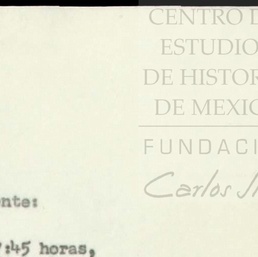 CENTRO D
ESTUDIO
DE HISTOR
DE MEXIC
FUNDACI
Carlos
nte:
:45 horas,